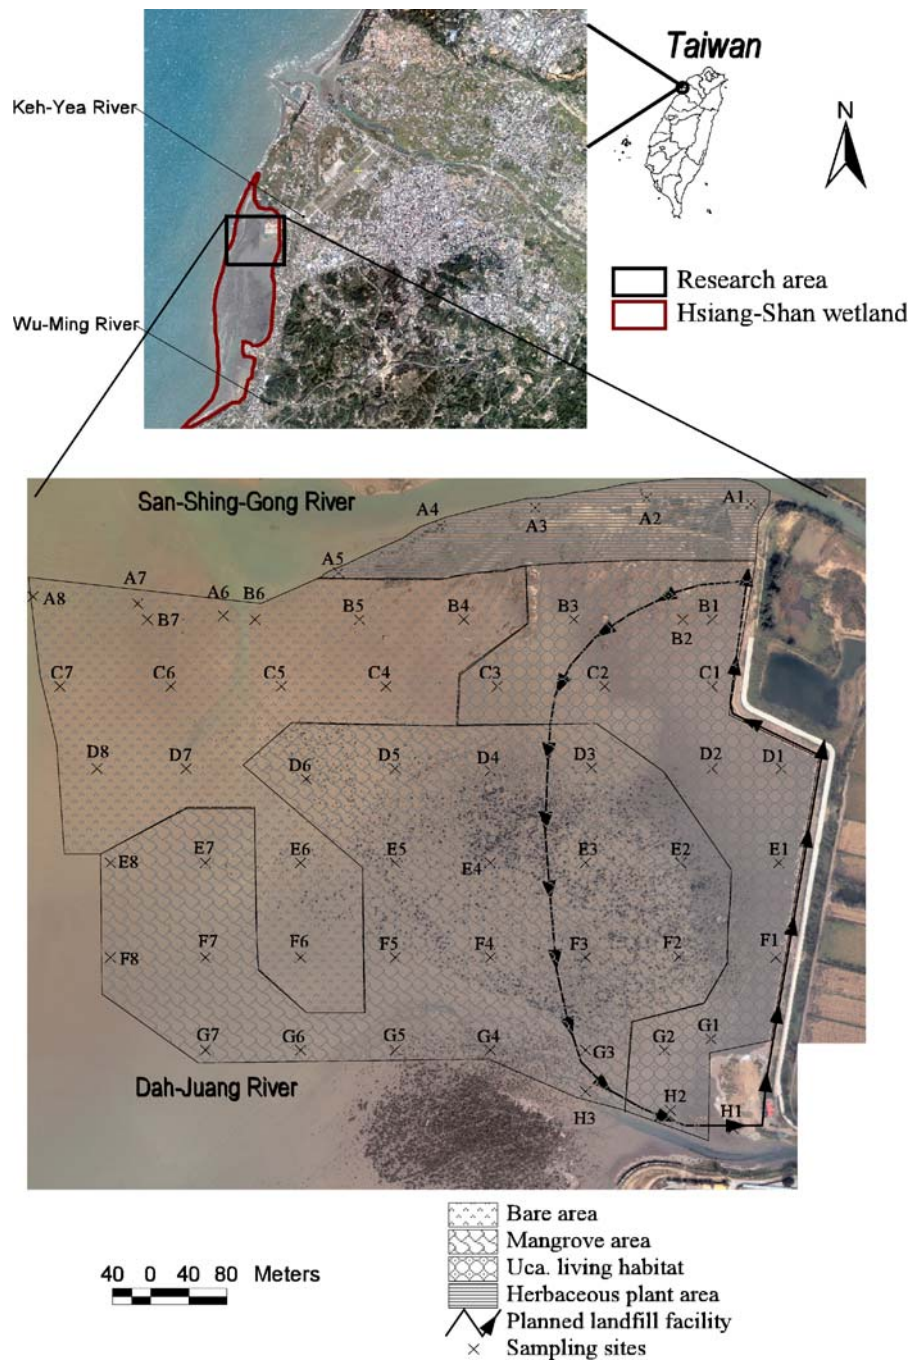 Taiwan
Keh-Yea River
N
Research area
Hsiang-Shan wetland
Wu-Ming River
San-Shing-Gong River
A1
A2
A3
A4
A5
A6
A7
A8
B1
B2
B3
B4
B5
B6
B7
C1
C2
C3
C4
C5
C6
C7
D1
D2
D3
D4
D5
D6
D7
D8
E1
E2
E3
E4
E5
E6
E7
E8
F1
F2
F3
F4
F5
F6
F7
F8
G1
G2
G3
G4
G5
G6
G7
Dah-Juang River
H1
H2
H3
Bare area
Mangrove area
Uca. living habitat
Herbaceous plant area
Planned landfill facility
Sampling sites
40 0 40 80 Meters